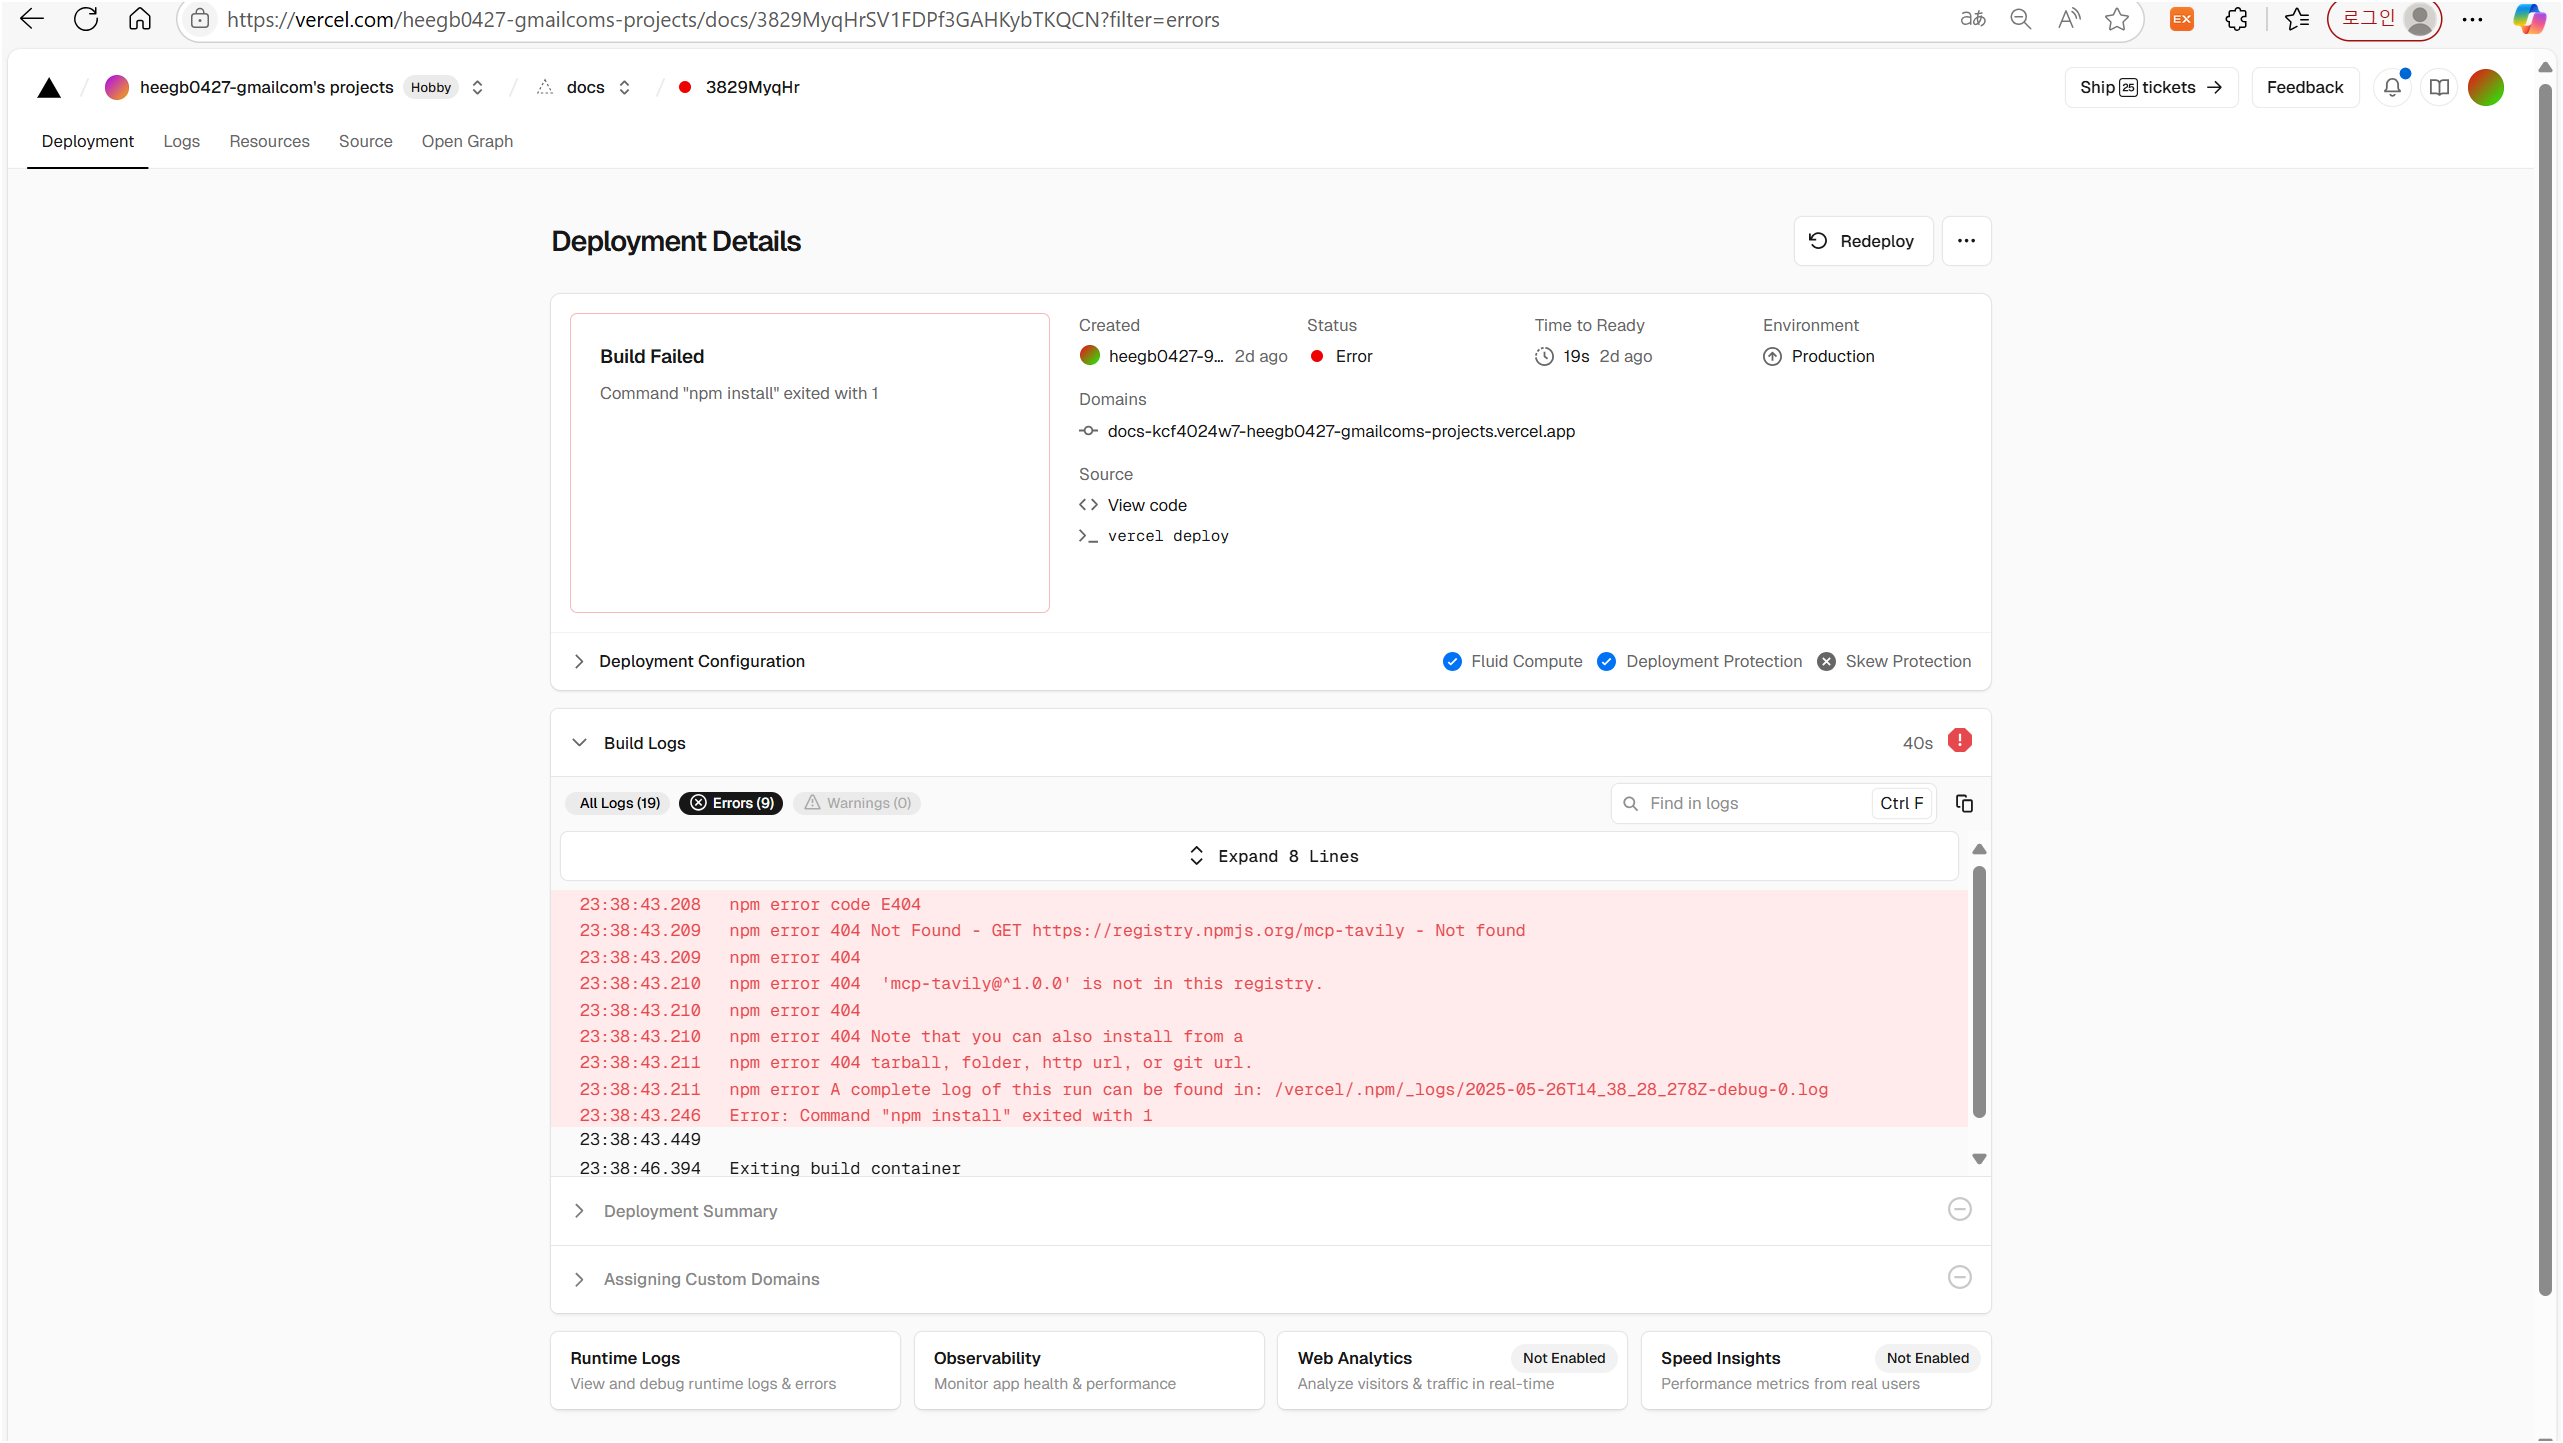 https://vercel.com/heegb0427-gmailcoms-projects/docs/3829MyqHrSV1FDPf3GAHKybTKQCN?filter=errors
aあ
A
EX
로그인
heegb0427-gmailcom's projects Hobby / docs / 3829MyqHr
Ship 25 tickets →
Feedback
Deployment Logs Resources Source Open Graph
Deployment Details
Redeploy
Build Failed
Command "npm install" exited with 1
Created Status Time to Ready Environment
heegb0427-9... 2d ago Error 19s 2d ago Production
Domains
docs-kcf4024w7-heegb0427-gmailcoms-projects.vercel.app
Source
<> View code
>_ vercel deploy
Deployment Configuration
Fluid Compute Deployment Protection Skew Protection
Build Logs
40s
All Logs (19) Errors (9) Warnings (0)
Find in logs Ctrl F
Expand 8 Lines
23:38:43.208 npm error code E404
23:38:43.209 npm error 404 Not Found - GET https://registry.npmjs.org/mcp-tavily - Not found
23:38:43.209 npm error 404
23:38:43.210 npm error 404  'mcp-tavily@^1.0.0' is not in this registry.
23:38:43.210 npm error 404
23:38:43.210 npm error 404 Note that you can also install from a
23:38:43.211 npm error 404 tarball, folder, http url, or git url.
23:38:43.211 npm error A complete log of this run can be found in: /vercel/.npm/_logs/2025-05-26T14_38_28_278Z-debug-0.log
23:38:43.246 Error: Command "npm install" exited with 1
23:38:43.449
23:38:46.394 Exiting build container
Deployment Summary
Assigning Custom Domains
Runtime Logs
View and debug runtime logs & errors
Observability
Monitor app health & performance
Web Analytics Not Enabled
Analyze visitors & traffic in real-time
Speed Insights Not Enabled
Performance metrics from real users